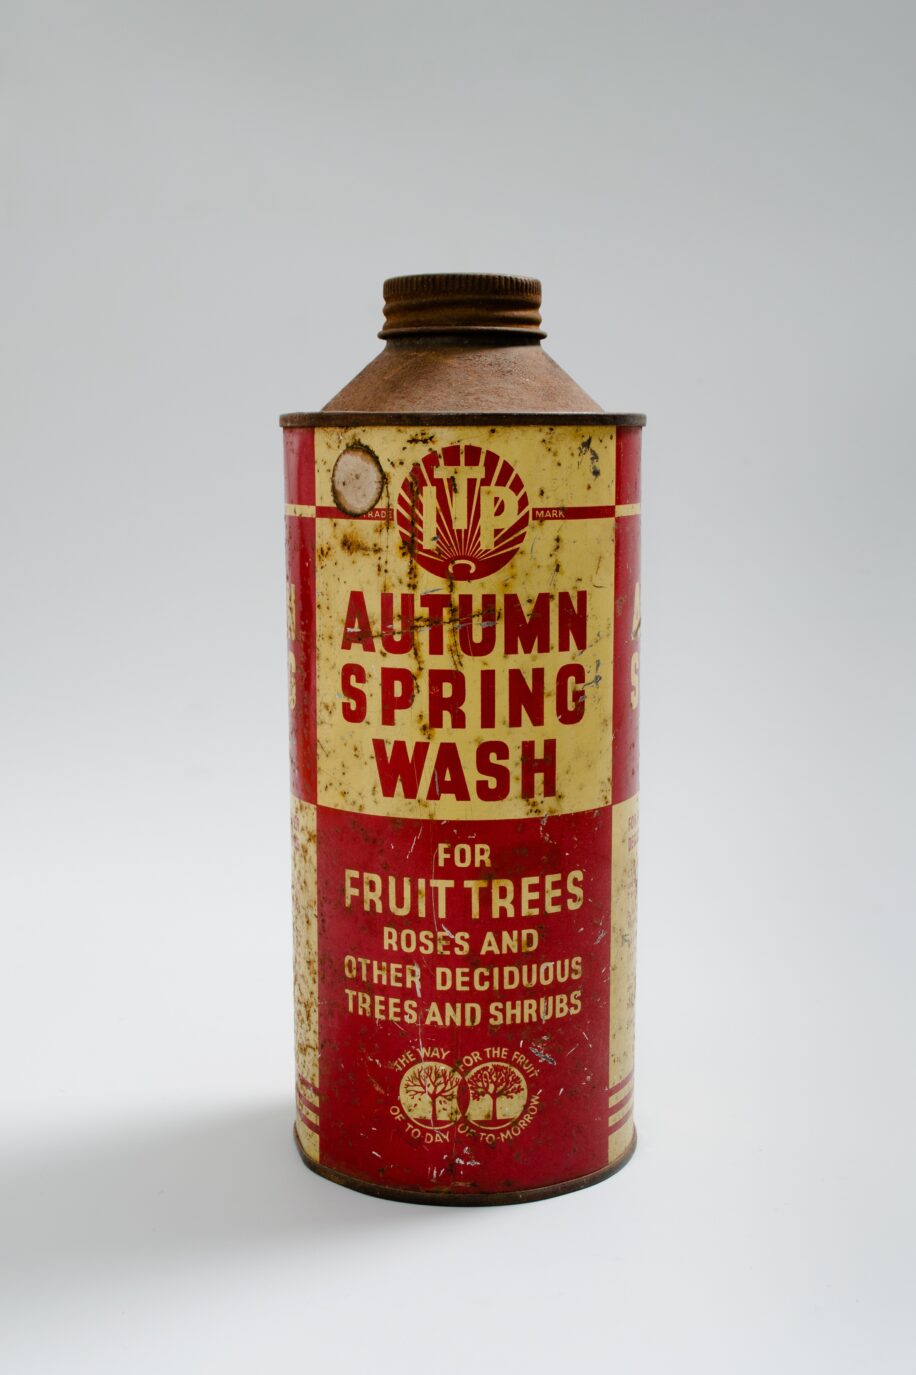 TRADE ITP MARK
AUTUMN
SPRING
WASH
FOR
FRUIT TREES
ROSES AND
OTHER DECIDUOUS
TREES AND SHRUBS
THE WAY FOR THE FRUIT
OF TO-DAY OF TO-MORROW